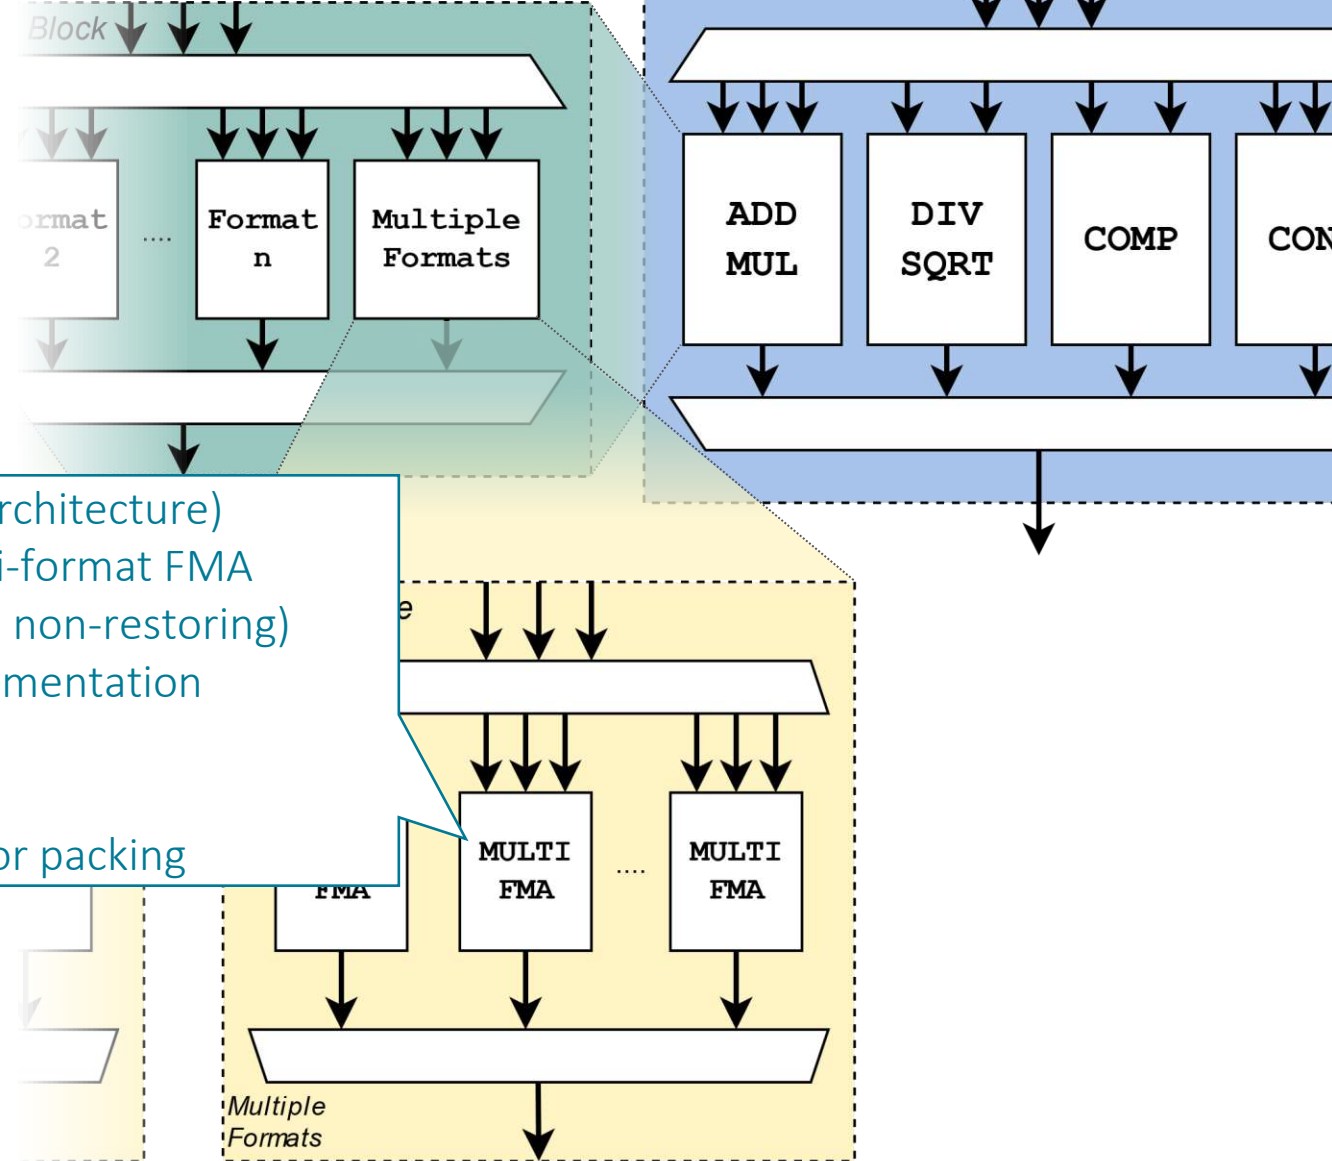 Block
ormat
2
....
Format
n
Multiple
Formats
ADD
MUL
DIV
SQRT
COMP
CON
rchitecture)
i-format FMA
non-restoring)
mentation
or packing
e
FMA
MULTI
FMA
....
MULTI
FMA
Multiple
Formats